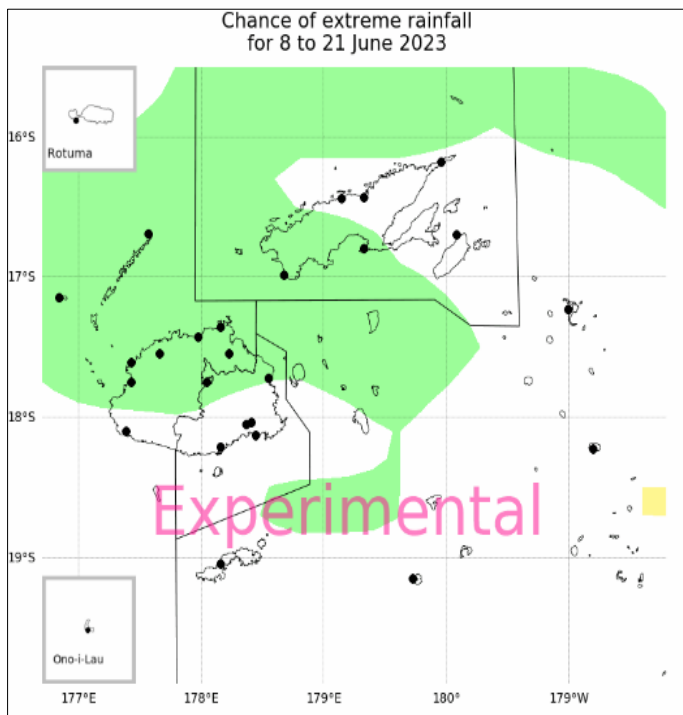 Chance of extreme rainfall
for 8 to 21 June 2023
Rotuma
16°S
17°S
18°S
Experimental
19°S
Ono-i-Lau
177°E 178°E 179°E 180° 179°W